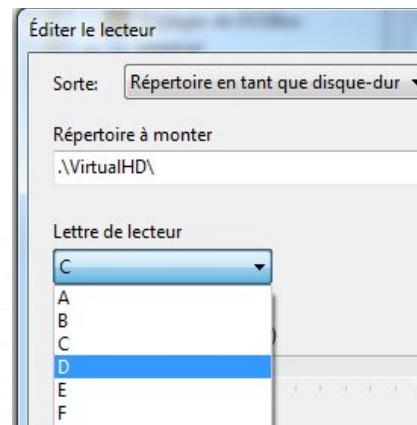 Éditer le lecteur
Sorte: Répertoire en tant que disque-dur
Répertoire à monter
.\VirtualHD\
Lettre de lecteur
C
A
B
C
D
E
F
)